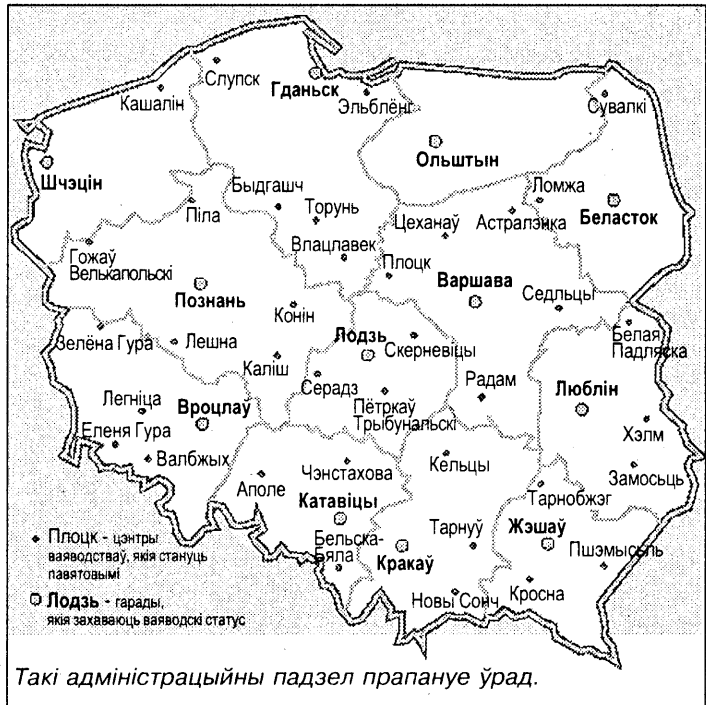 Слупск
Гданьск
Кашалін
Эльблёнг
Сувалкі
Ольштын
Шчэцін
Ломжа
Быдгашч
Піла
Торунь
Цеханаў
Астралэнка
Беласток
Влацлавек
Гожаў
Велькапольскі
Плоцк
Варшава
Познань
Седльцы
Конін
Лодзь
Скерневіцы
Белая
Падляска
Зелёна Гура
Лешна
Каліш
Серадз
Радам
Люблін
Легніца
Вроцлаў
Пётркаў
Трыбунальскі
Хэлм
Еленя Гура
Валбжых
Чэнстахова
Кельцы
Замосьць
Аполе
Катавіцы
Тарнобжэг
Бельска-
Бяла
Кракаў
Тарнуў
Жэшаў
Пшэмысьль
Новы Сонч
Кросна
Плоцк - цэнтры
ваяводстваў, якія стануць
павятовымі
Лодзь - гарады,
якія захаваюць ваяводскі статус
Такі адміністрацыйны падзел прапануе ўрад.